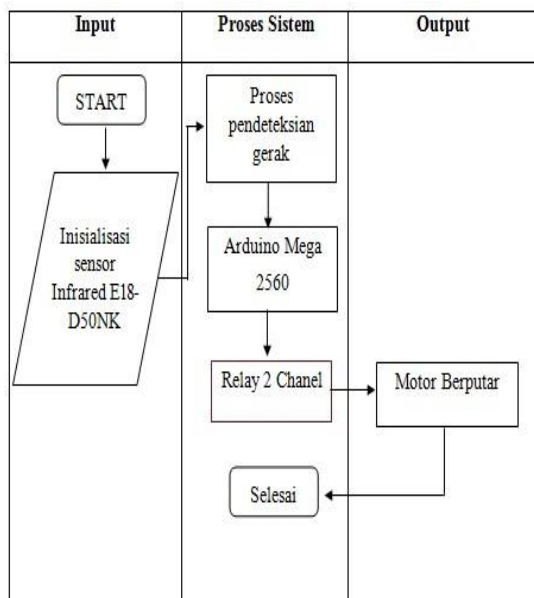 Input
Proses Sistem
Output
START
Inisialisasi
sensor
Infrared E18-
D50NK
Proses
pendeteksian
gerak
Arduino Mega
2560
Relay 2 Chanel
Motor Berputar
Selesai